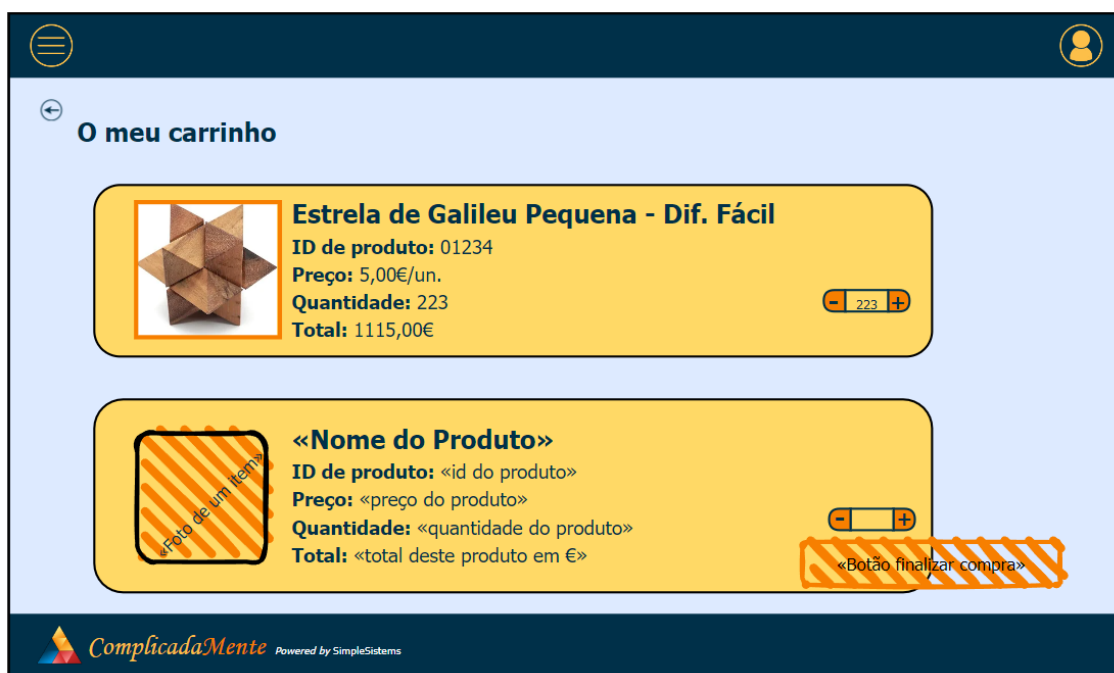 O meu carrinho
Estrela de Galileu Pequena - Dif. Fácil
ID de produto: 01234
Preço: 5,00€/un.
Quantidade: 223
Total: 1115,00€
- 223 +
«Foto de um item»
«Nome do Produto»
ID de produto: «id do produto»
Preço: «preço do produto»
Quantidade: «quantidade do produto»
Total: «total deste produto em €»
- +
«Botão finalizar compra»
ComplicadaMente Powered by SimpleSistems